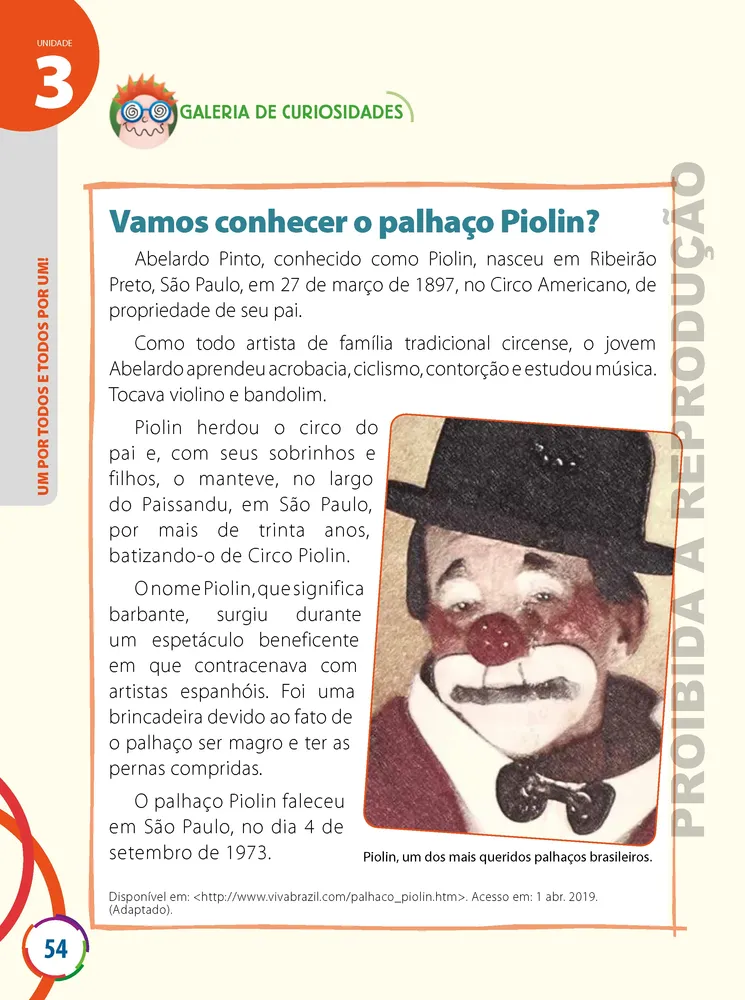 UNIDADE
3
GALERIA DE CURIOSIDADES
UM POR TODOS E TODOS POR UM!
Vamos conhecer o palhaço Piolin?
Abelardo Pinto, conhecido como Piolin, nasceu em Ribeirão
Preto, São Paulo, em 27 de março de 1897, no Circo Americano, de
propriedade de seu pai.
Como todo artista de família tradicional circense, o jovem
Abelardo aprendeu acrobacia, ciclismo, contorção e estudou música.
Tocava violino e bandolim.
Piolin herdou o circo do
pai e, com seus sobrinhos e
filhos, o manteve, no largo
do Paissandu, em São Paulo,
por mais de trinta anos,
batizando-o de Circo Piolin.
O nome Piolin, que significa
barbante, surgiu durante
um espetáculo beneficente
em que contracenava com
artistas espanhóis. Foi uma
brincadeira devido ao fato de
o palhaço ser magro e ter as
pernas compridas.
O palhaço Piolin faleceu
em São Paulo, no dia 4 de
setembro de 1973.
Piolin, um dos mais queridos palhaços brasileiros.
Disponível em: <http://www.vivabrazil.com/palhaco_piolin.htm>. Acesso em: 1 abr. 2019.
(Adaptado).
PROIBIDA A REPRODUÇÃO
54